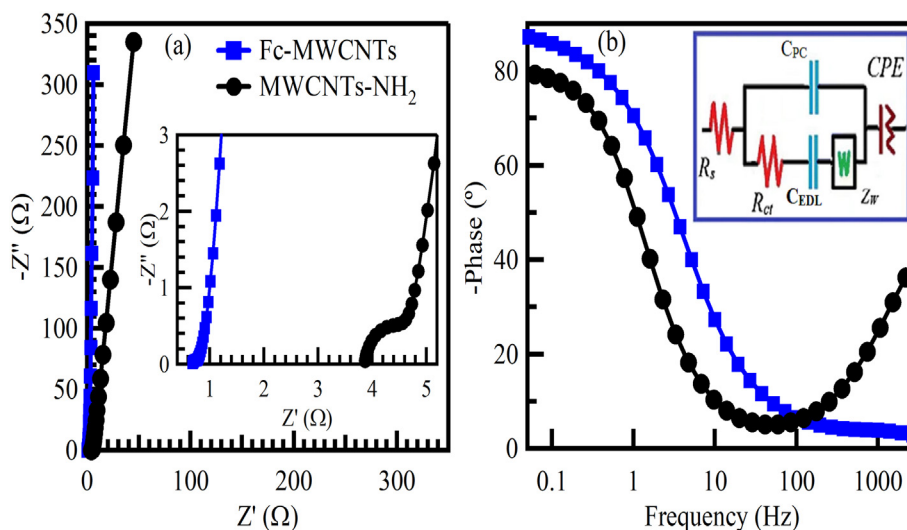 (a)
Fc-MWCNTs
MWCNTs-NH2
350
300
250
200
150
100
50
0
-Z'' (Ω)
0 100 200 300
Z' (Ω)
3
2
1
0
-Z'' (Ω)
1 2 3 4 5
Z' (Ω)
(b)
80
60
40
20
0
-Phase (°)
0.1 1 10 100 1000
Frequency (Hz)
CPC
CPE
Rs
Rct
CEDL
W
ZW